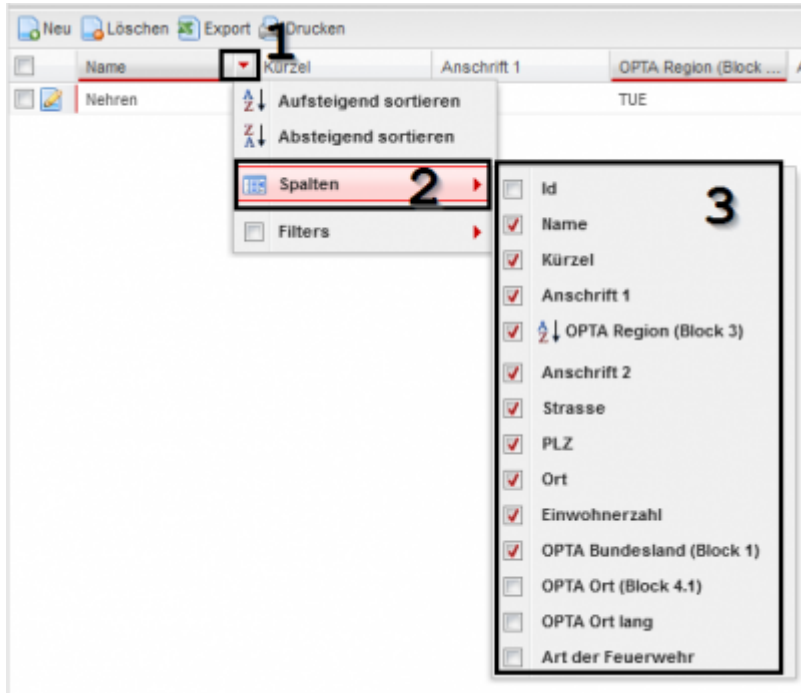 Neu Löschen Export Drucken
1
Name Kürzel Anschrift 1 OPTA Region (Block ... A
Nehren TUE
Aufsteigend sortieren
Absteigend sortieren
Spalten 2
Filters
3
Id
Name
Kürzel
Anschrift 1
OPTA Region (Block 3)
Anschrift 2
Strasse
PLZ
Ort
Einwohnerzahl
OPTA Bundesland (Block 1)
OPTA Ort (Block 4.1)
OPTA Ort lang
Art der Feuerwehr